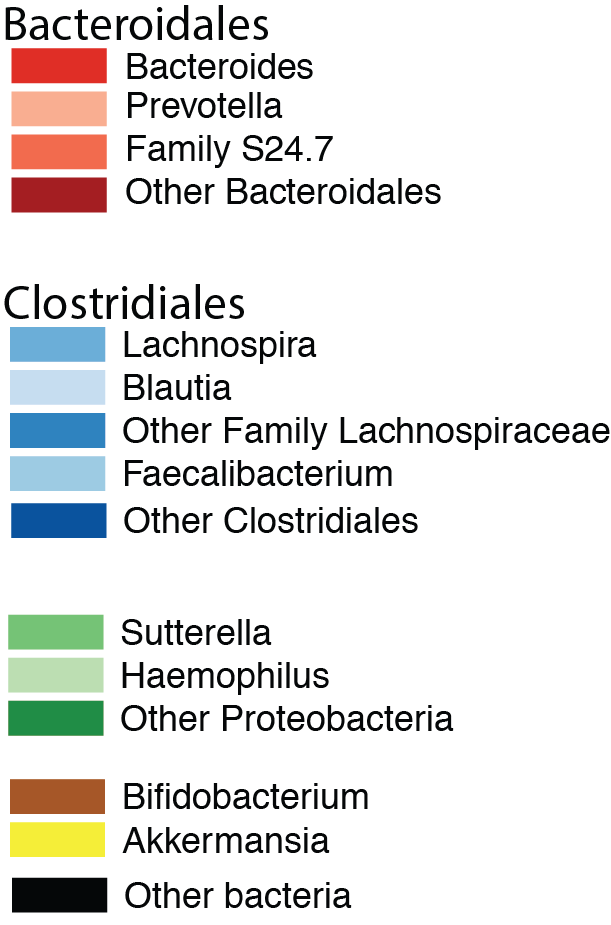 Bacteroidales
Bacteroides
Prevotella
Family S24.7
Other Bacteroidales
Clostridiales
Lachnospira
Blautia
Other Family Lachnospiraceae
Faecalibacterium
Other Clostridiales
Sutterella
Haemophilus
Other Proteobacteria
Bifidobacterium
Akkermansia
Other bacteria